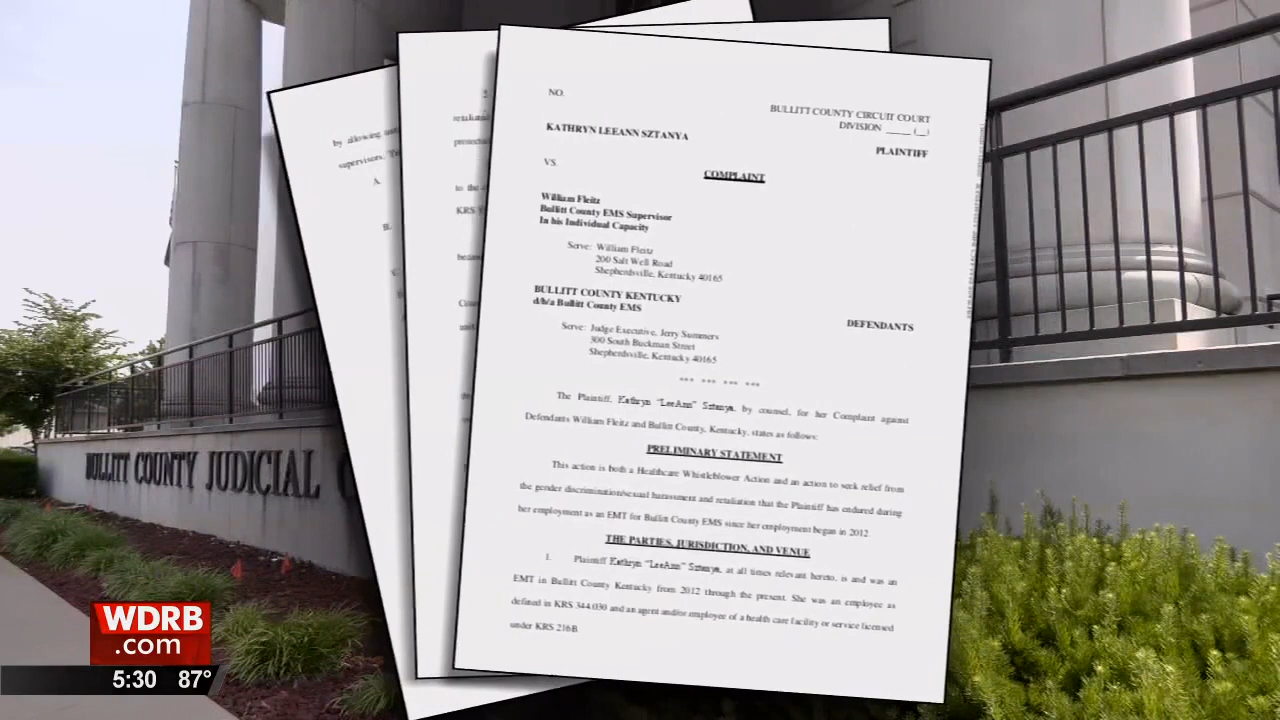 NO.
BULLITT COUNTY CIRCUIT COURT
DIVISION _____ (__)
KATHRYN LEEANN SZTANYA
PLAINTIFF
VS.
COMPLAINT
William Fleitz
Bullitt County EMS Supervisor
In his Individual Capacity
Serve: William Fleitz
200 Salt Well Road
Shepherdsville, Kentucky 40165
BULLITT COUNTY KENTUCKY
d/b/a Bullitt County EMS
DEFENDANTS
Serve: Judge Executive, Jerry Summers
300 South Buckman Street
Shepherdsville, Kentucky 40165
*** *** *** ***
The Plaintiff, Kathryn "LeeAnn" Sztanya, by counsel, for her Complaint against
Defendants William Fleitz and Bullitt County, Kentucky, states as follows:
PRELIMINARY STATEMENT
This action is both a Healthcare Whistleblower Action and an action to seek relief from
the gender discrimination/sexual harassment and retaliation that the Plaintiff has endured during
her employment as an EMT for Bullitt County EMS since her employment began in 2012.
THE PARTIES, JURISDICTION, AND VENUE
1. Plaintiff Kathryn "LeeAnn" Sztanya, at all times relevant hereto, is and was an
EMT in Bullitt County Kentucky from 2012 through the present. She was an employee as
defined in KRS 344.030 and an agent and/or employee of a health care facility or service licensed
under KRS 216B
by allowing
supervisors.
A.
B.
2.
to the
KRS
BULLITT COUNTY JUDICIAL C
WDRB
.com
5:30 87°